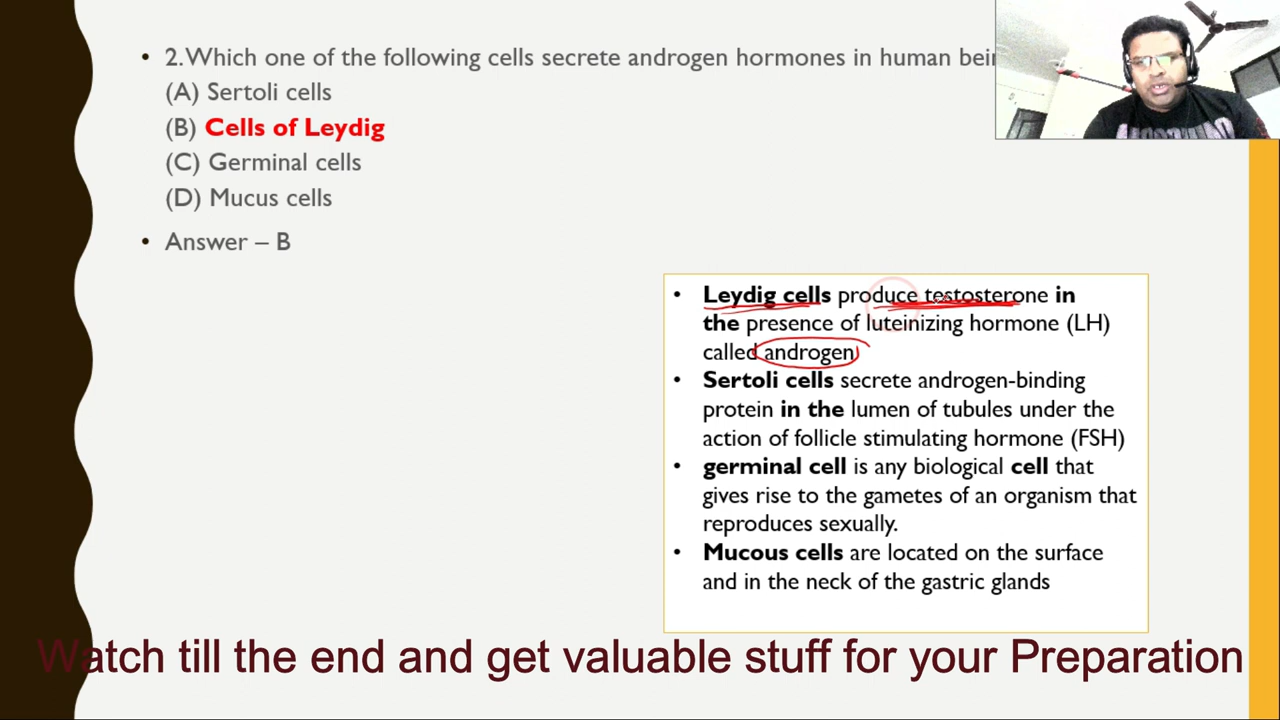 • 2.Which one of the following cells secrete androgen hormones in human
(A) Sertoli cells
(B) Cells of Leydig
(C) Germinal cells
(D) Mucus cells
• Answer – B
• Leydig cells produce testosterone in
the presence of luteinizing hormone (LH)
called androgen
• Sertoli cells secrete androgen-binding
protein in the lumen of tubules under the
action of follicle stimulating hormone (FSH)
• germinal cell is any biological cell that
gives rise to the gametes of an organism that
reproduces sexually.
• Mucous cells are located on the surface
and in the neck of the gastric glands
Watch till the end and get valuable stuff for your Preparation